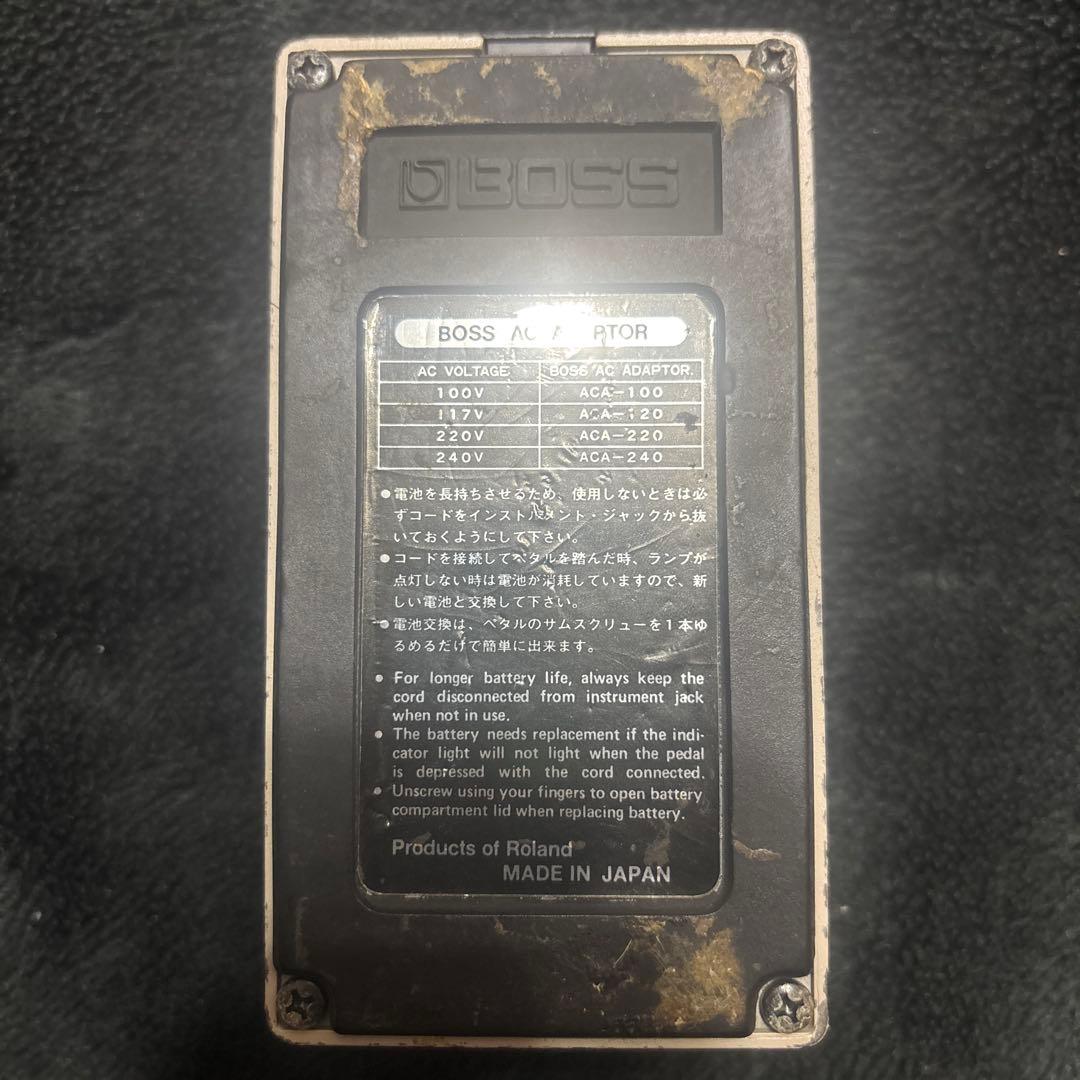 BOSS
BOSS AC ADAPTOR
AC VOLTAGE BOSS AC ADAPTOR.
100V ACA-100
117V ACA-120
220V ACA-220
240V ACA-240
●電池を長持ちさせるため、使用しないときは必
ずコードをインストルメント・ジャックから抜
いておくようにして下さい。
●コードを接続してペタルを踏んだ時、ランプが
点灯しない時は電池が消耗していますので、新
しい電池と交換して下さい。
●電池交換は、ペタルのサムスクリューを1本ゆ
るめるだけで簡単に出来ます。
● For longer battery life, always keep the
cord disconnected from instrument jack
when not in use.
● The battery needs replacement if the indi-
cator light will not light when the pedal
is depressed with the cord connected.
● Unscrew using your fingers to open battery
compartment lid when replacing battery.
Products of Roland
MADE IN JAPAN